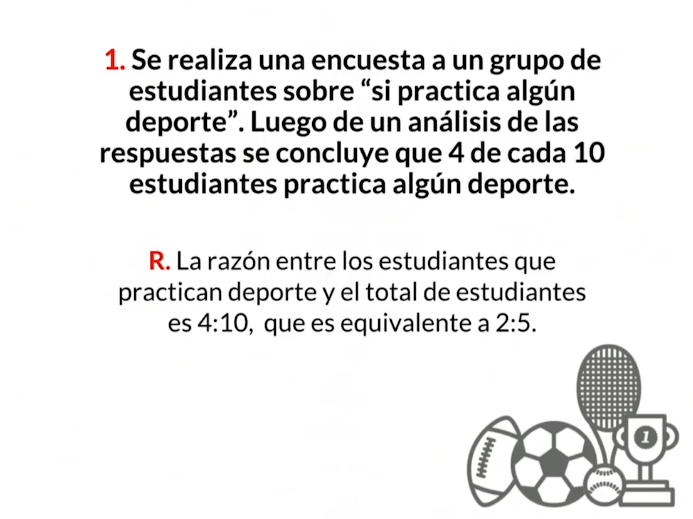 1. Se realiza una encuesta a un grupo de
estudiantes sobre “si practica algún
deporte”. Luego de un análisis de las
respuestas se concluye que 4 de cada 10
estudiantes practica algún deporte.
R. La razón entre los estudiantes que
practican deporte y el total de estudiantes
es 4:10, que es equivalente a 2:5.
1